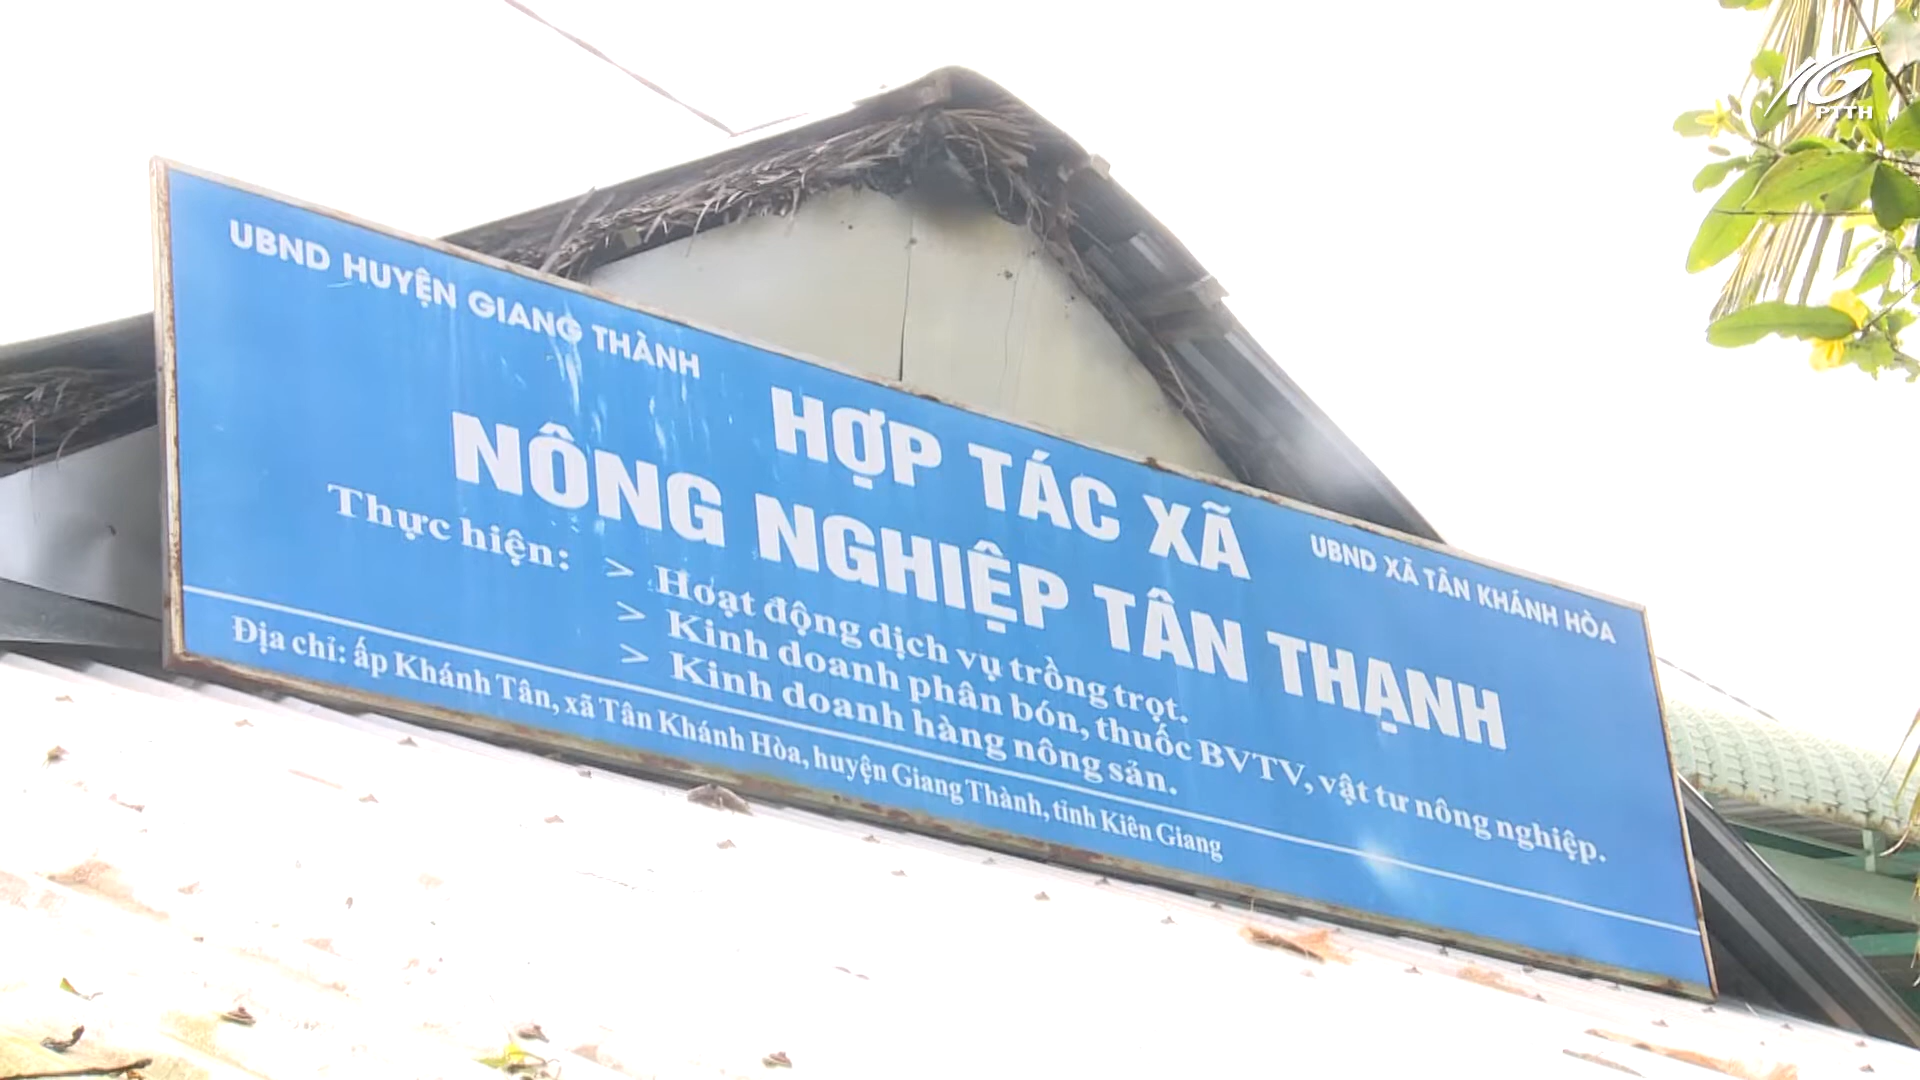 PTTH
UBND HUYỆN GIANG THÀNH
UBND XÃ TÂN KHÁNH HÒA
HỢP TÁC XÃ
NÔNG NGHIỆP TÂN THẠNH
Thực hiện: > Hoạt động dịch vụ trồng trọt.
> Kinh doanh phân bón, thuốc BVTV, vật tư nông nghiệp.
> Kinh doanh hàng nông sản.
Địa chỉ: ấp Khánh Tân, xã Tân Khánh Hòa, huyện Giang Thành, tỉnh Kiên Giang